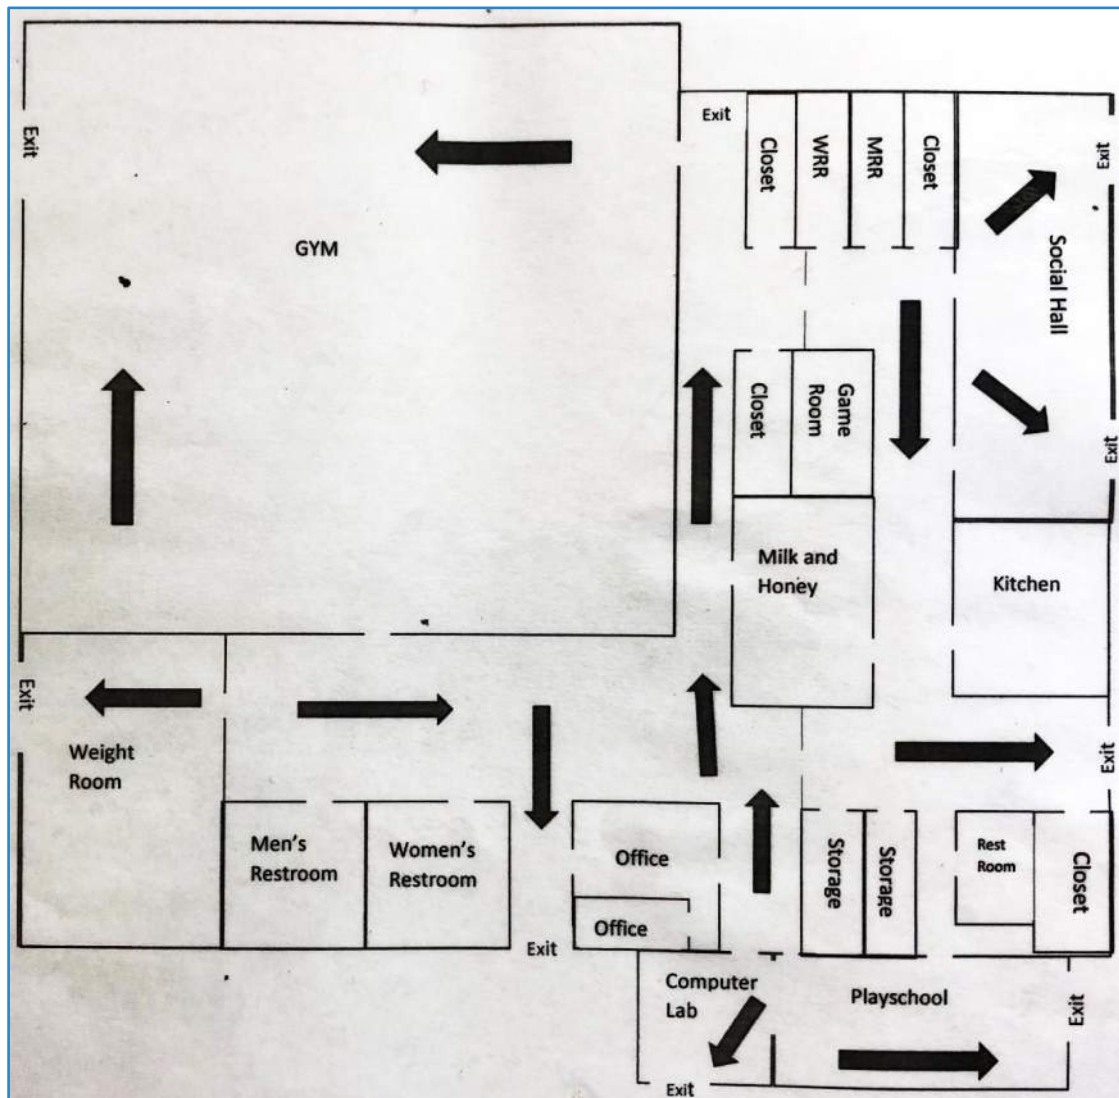 Exit
Exit
Closet
WRR
MRR
Closet
Exit
GYM
Social Hall
Closet
Game
Room
Exit
Milk and
Honey
Kitchen
Exit
Weight
Room
Exit
Men's
Restroom
Women's
Restroom
Office
Storage
Storage
Rest
Room
Closet
Office
Exit
Computer
Lab
Playschool
Exit
Exit